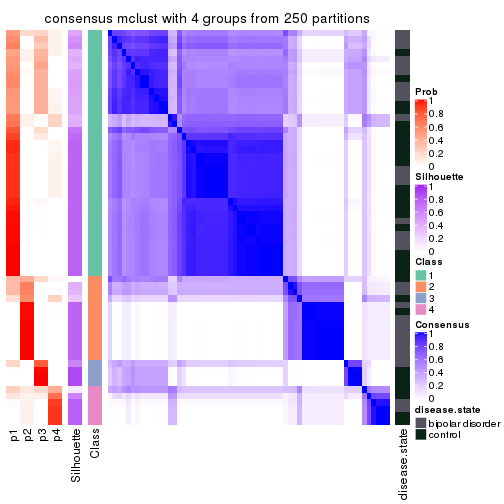 consensus mclust with 4 groups from 250 partitions
Prob
1
0.8
0.6
0.4
0.2
0
Silhouette
1
0.8
0.6
0.4
0.2
0
Class
1
2
3
4
Consensus
1
0.8
0.6
0.4
0.2
0
disease.state
bipolar disorder
control
p1
p2
p3
p4
Silhouette
Class
disease.state